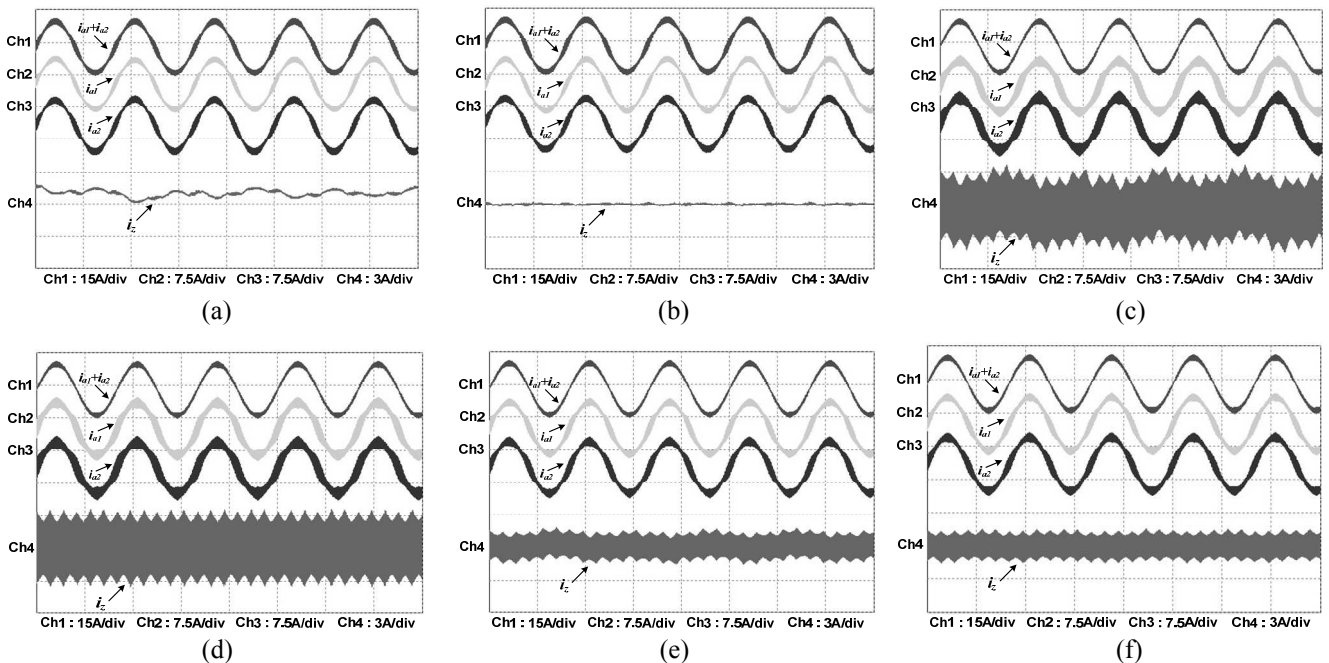 Ch1
Ch2
Ch3
Ch4
ia1+ia2
ia1
ia2
iz
Ch1 : 15A/div Ch2 : 7.5A/div Ch3 : 7.5A/div Ch4 : 3A/div
(a)
Ch1
Ch2
Ch3
Ch4
ia1+ia2
ia1
ia2
iz
Ch1 : 15A/div Ch2 : 7.5A/div Ch3 : 7.5A/div Ch4 : 3A/div
(b)
Ch1
Ch2
Ch3
Ch4
ia1+ia2
ia1
ia2
iz
Ch1 : 15A/div Ch2 : 7.5A/div Ch3 : 7.5A/div Ch4 : 3A/div
(c)
Ch1
Ch2
Ch3
Ch4
ia1+ia2
ia1
ia2
iz
Ch1 : 15A/div Ch2 : 7.5A/div Ch3 : 7.5A/div Ch4 : 3A/div
(d)
Ch1
Ch2
Ch3
Ch4
ia1+ia2
ia1
ia2
iz
Ch1 : 15A/div Ch2 : 7.5A/div Ch3 : 7.5A/div Ch4 : 3A/div
(e)
Ch1
Ch2
Ch3
Ch4
ia1+ia2
ia1
ia2
iz
Ch1 : 15A/div Ch2 : 7.5A/div Ch3 : 7.5A/div Ch4 : 3A/div
(f)